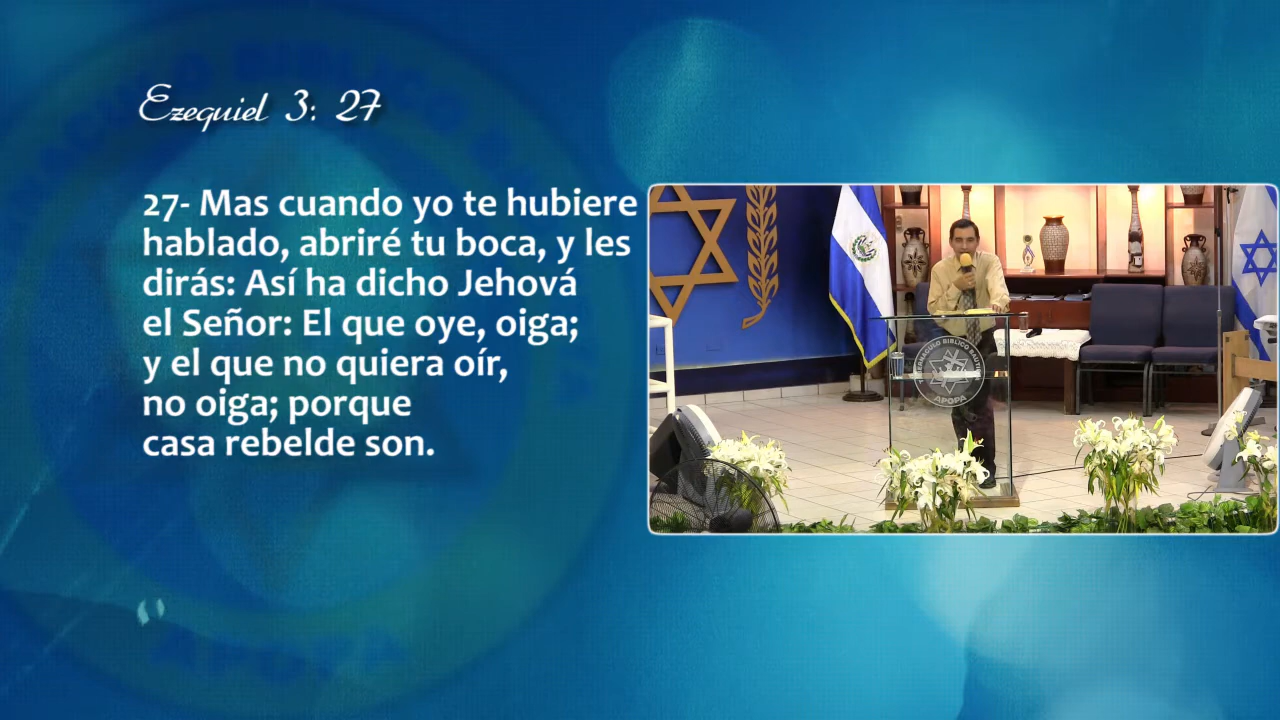 Ezequiel 3: 27
27- Mas cuando yo te hubiere
hablado, abriré tu boca, y les
dirás: Así ha dicho Jehová
el Señor: El que oye, oiga;
y el que no quiera oír,
no oiga; porque
casa rebelde son.
APOPA